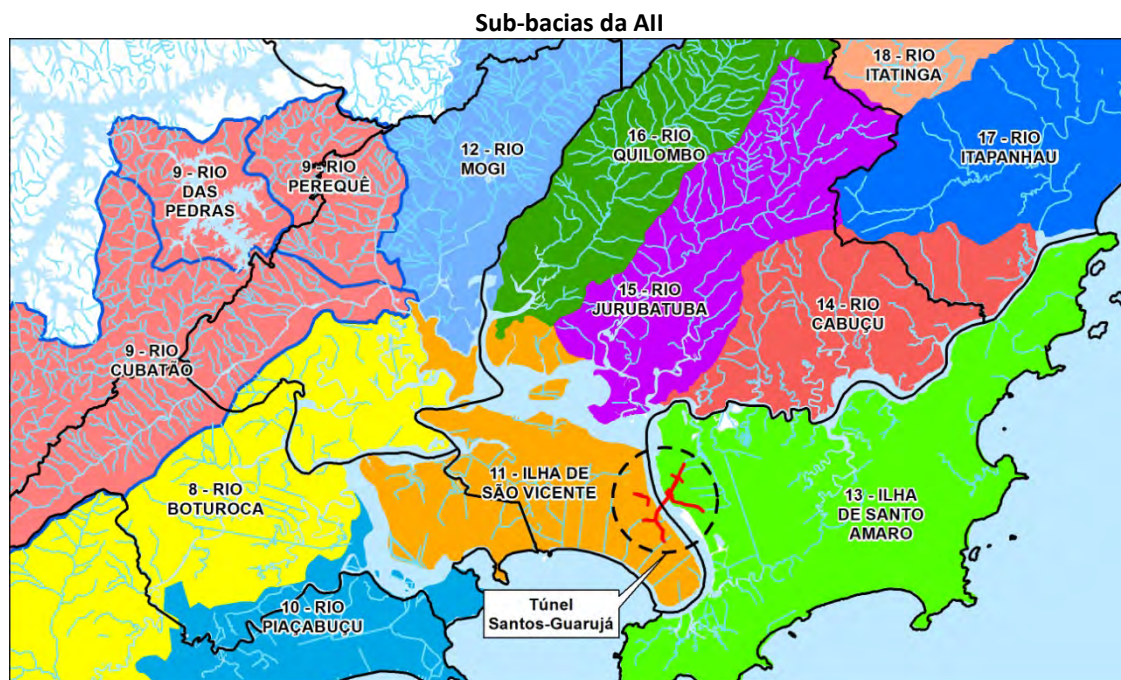 Sub-bacias da AII
18 - RIO
ITATINGA
16 - RIO
QUILOMBO
17 - RIO
ITAPANHAU
12 - RIO
MOGI
9 - RIO
PEREQUÊ
9 - RIO
DAS
PEDRAS
15 - RIO
JURUBATUBA
14 - RIO
CABUÇU
9 - RIO
CUBATÃO
11 - ILHA DE
SÃO VICENTE
8 - RIO
BOTUROCA
13 - ILHA
DE SANTO
AMARO
10 - RIO
PIAÇABUÇU
Túnel
Santos-Guarujá